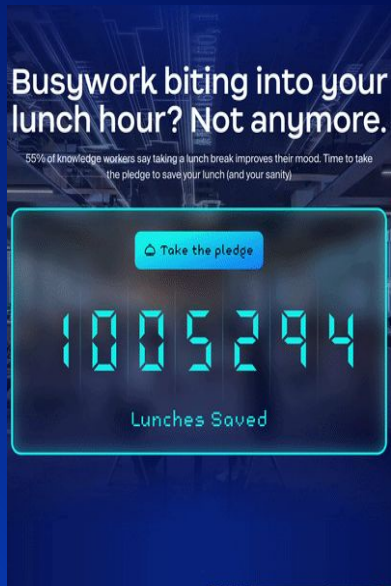 Busywork biting into your
lunch hour? Not anymore.
55% of knowledge workers say taking a lunch break improves their mood. Time to take
the pledge to save your lunch (and your sanity)
Take the pledge
1005294
Lunches Saved